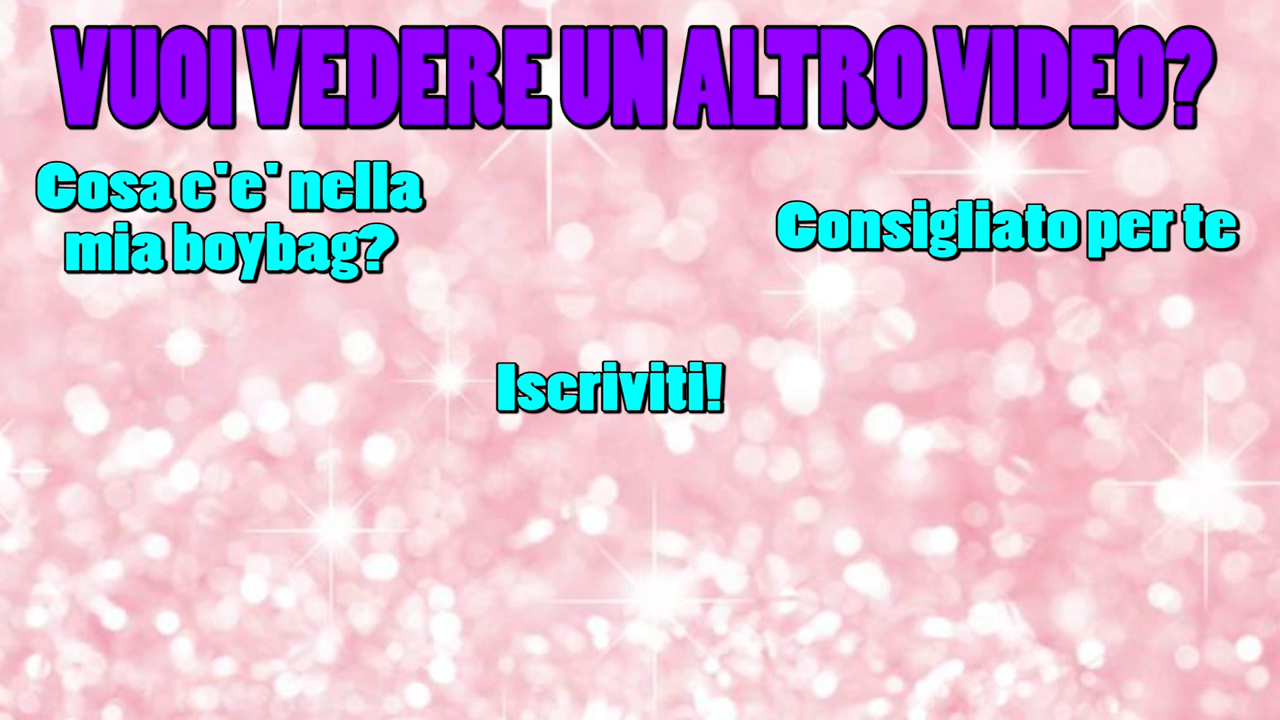 VUOI VEDERE UN ALTRO VIDEO?
Cosa c'e' nella
mia boybag?
Consigliato per te
Iscriviti!